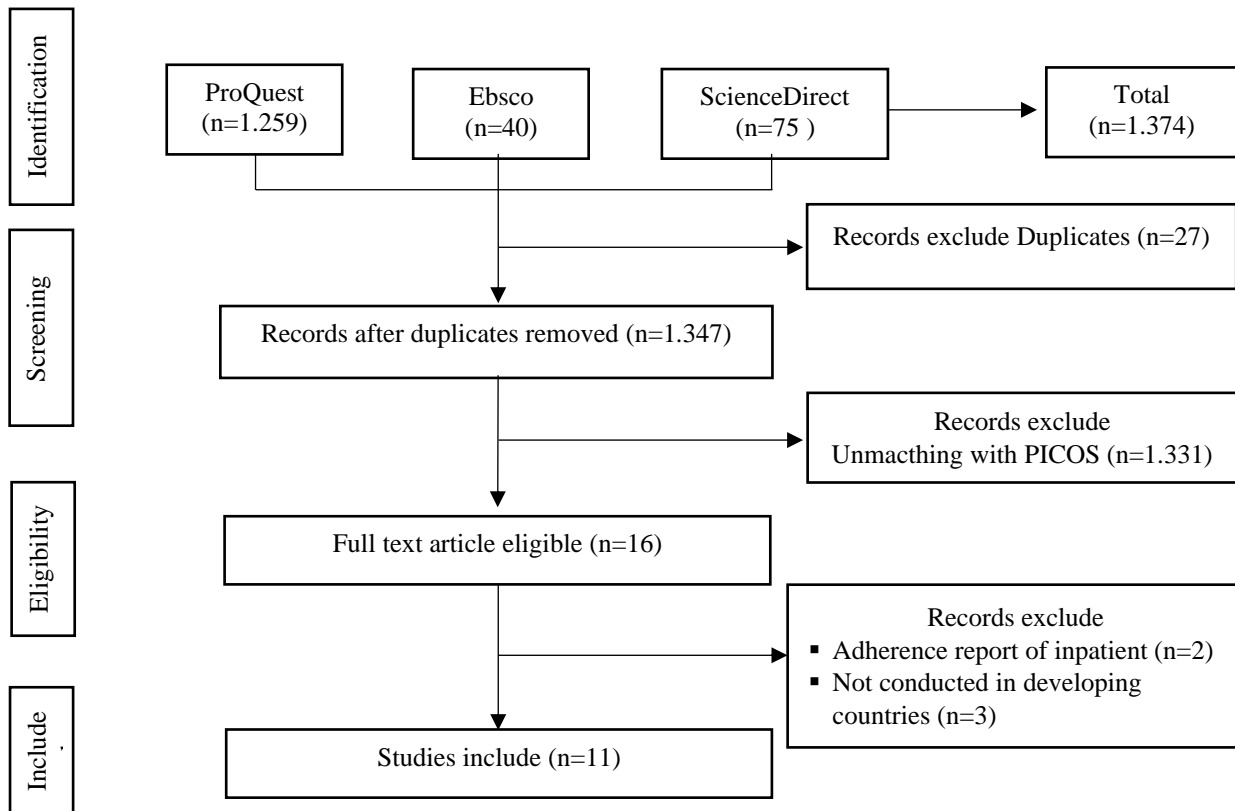 Identification
ProQuest
(n=1.259)
Ebsco
(n=40)
ScienceDirect
(n=75 )
Total
(n=1.374)
Screening
Records exclude Duplicates (n=27)
Records after duplicates removed (n=1.347)
Records exclude
Unmacthing with PICOS (n=1.331)
Eligibility
Full text article eligible (n=16)
Records exclude
▪ Adherence report of inpatient (n=2)
▪ Not conducted in developing
countries (n=3)
Include
Studies include (n=11)